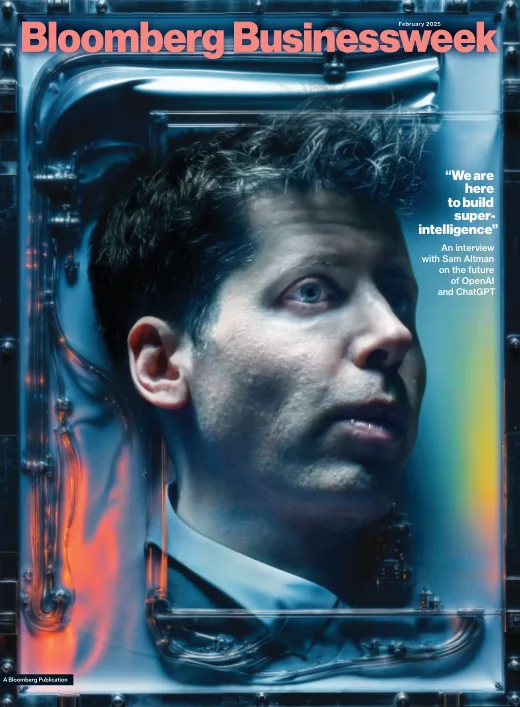 February 2025
Bloomberg Businessweek
“We are
here
to build
super-
intelligence”
An interview
with Sam Altman
on the future
of OpenAI
and ChatGPT
A Bloomberg Publication